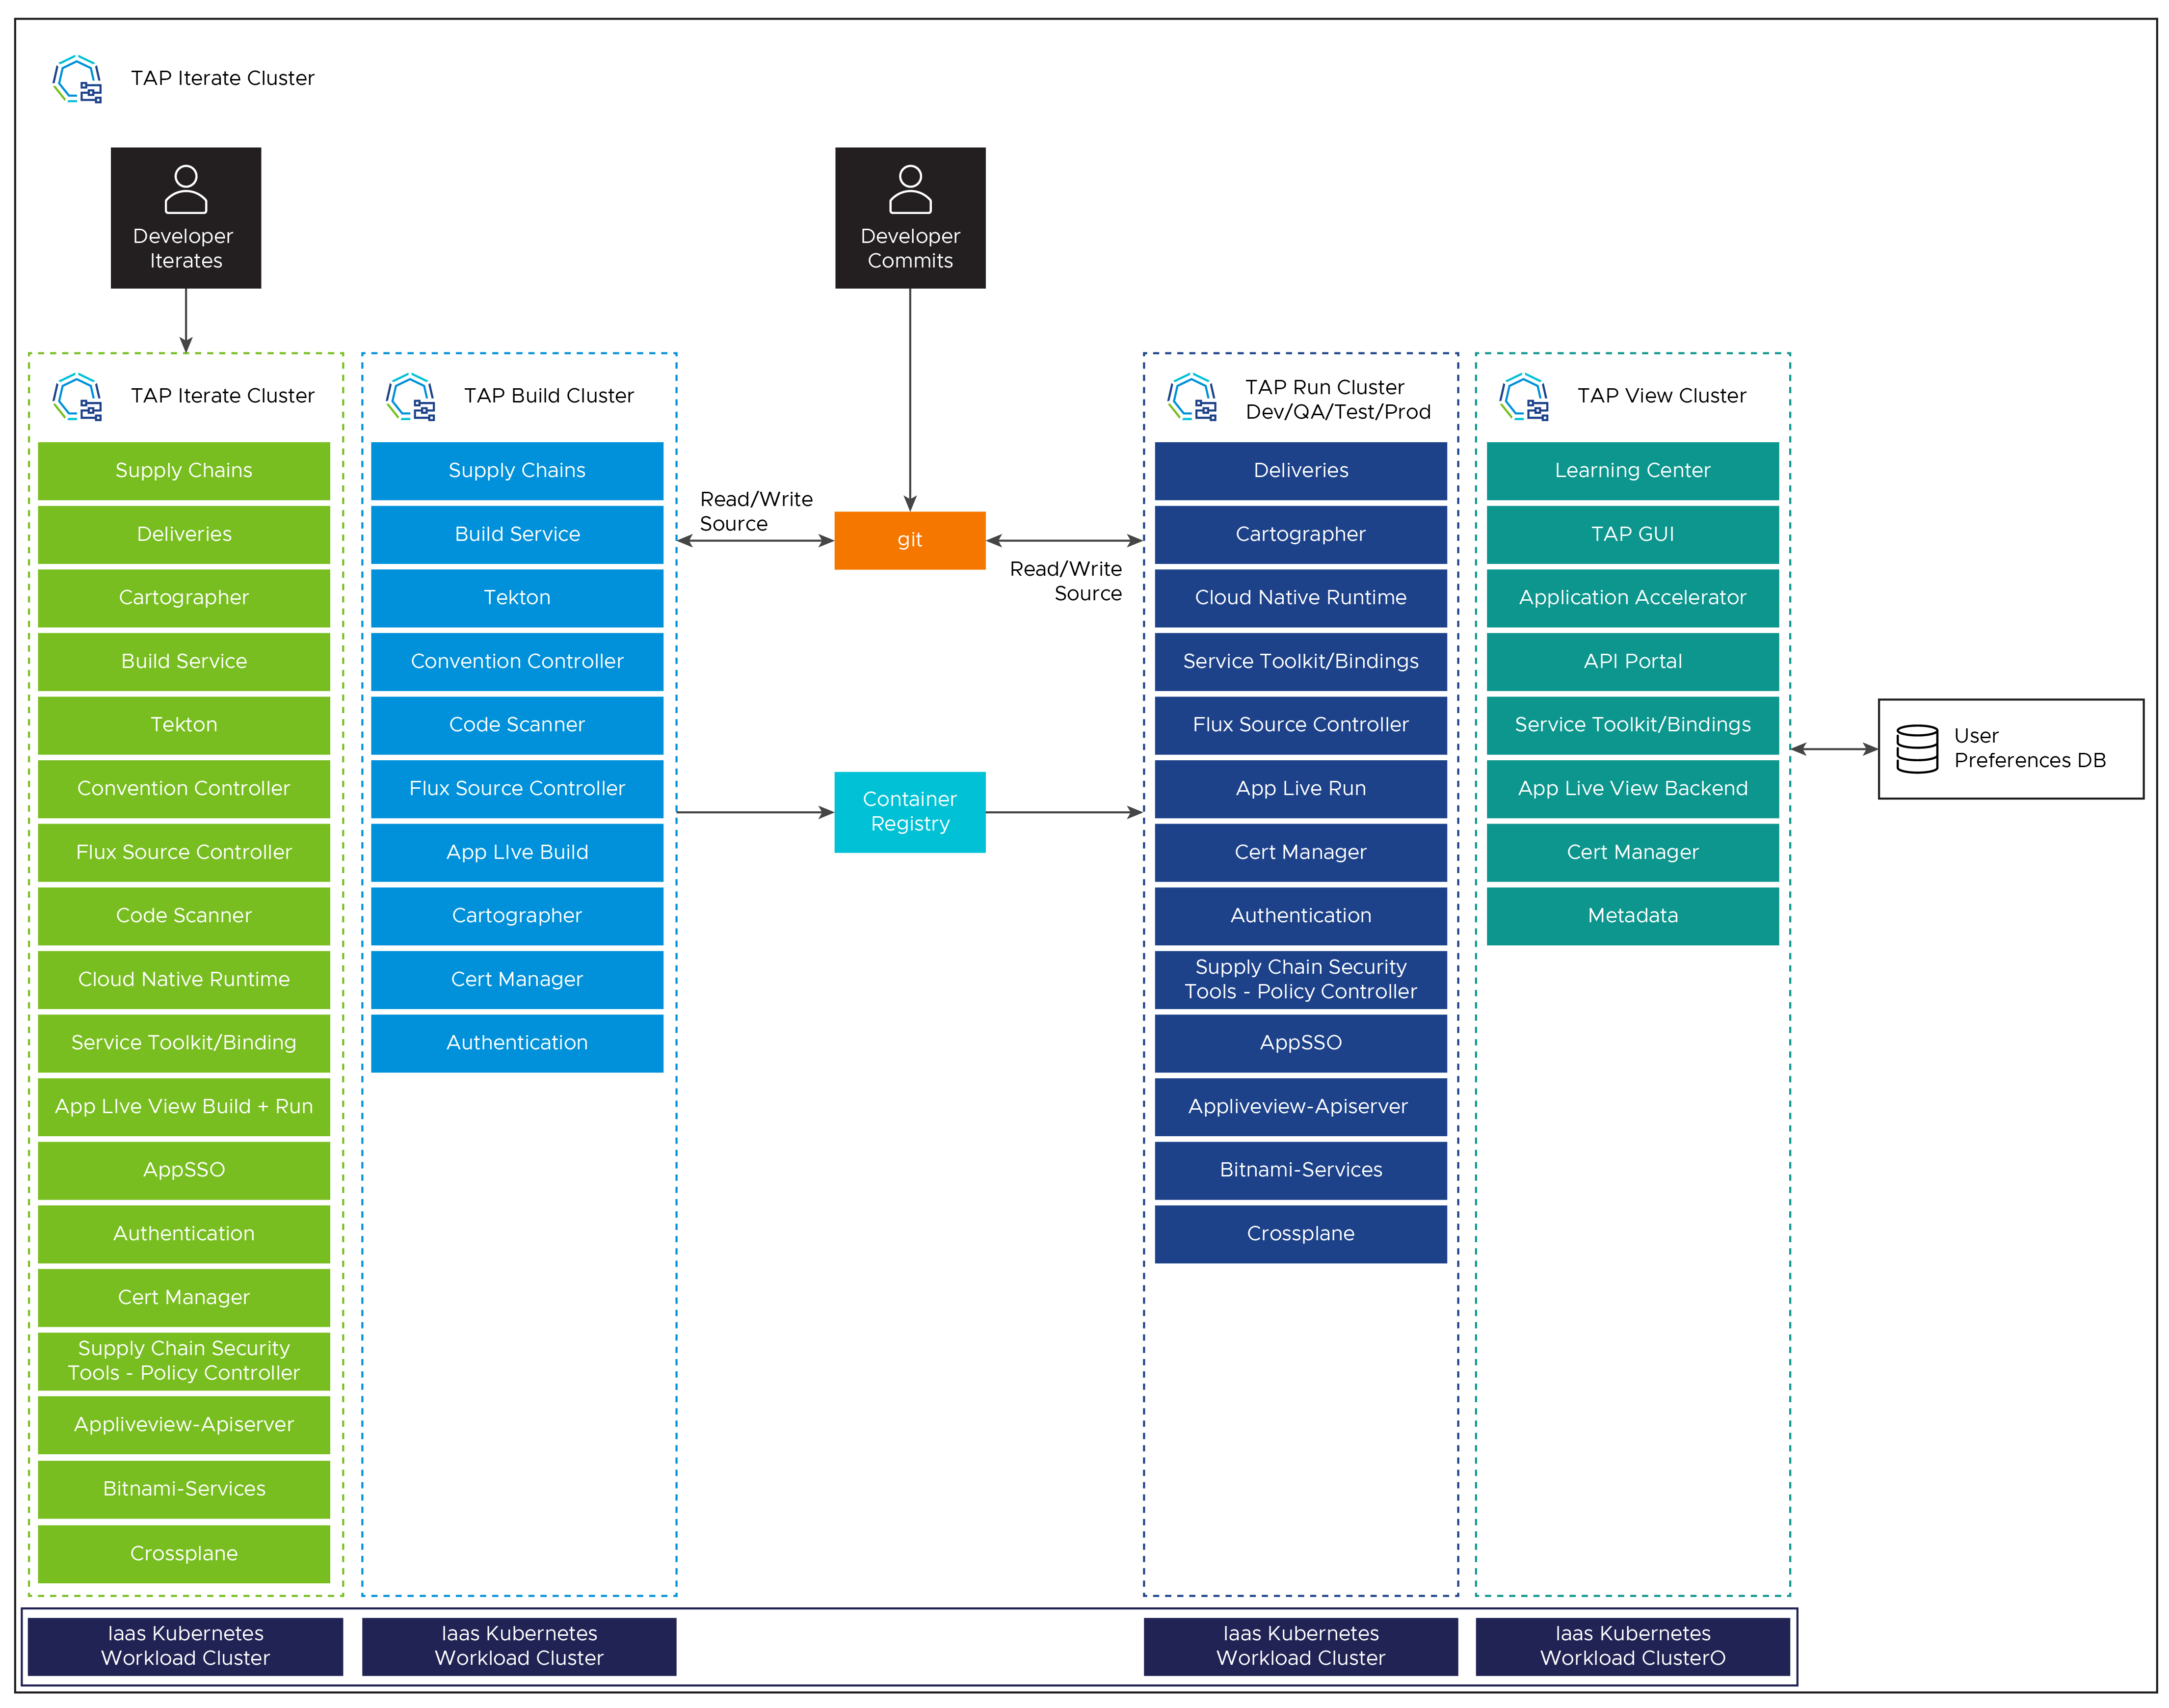 TAP Iterate Cluster
Developer
Iterates
Developer
Commits
TAP Iterate Cluster
Supply Chains
Deliveries
Cartographer
Build Service
Tekton
Convention Controller
Flux Source Controller
Code Scanner
Cloud Native Runtime
Service Toolkit/Binding
App LIve View Build + Run
AppSSO
Authentication
Cert Manager
Supply Chain Security
Tools - Policy Controller
Appliveview-Apiserver
Bitnami-Services
Crossplane
TAP Build Cluster
Supply Chains
Build Service
Tekton
Convention Controller
Code Scanner
Flux Source Controller
App LIve Build
Cartographer
Cert Manager
Authentication
Read/Write
Source
git
Read/Write
Source
Container
Registry
TAP Run Cluster
Dev/QA/Test/Prod
Deliveries
Cartographer
Cloud Native Runtime
Service Toolkit/Bindings
Flux Source Controller
App Live Run
Cert Manager
Authentication
Supply Chain Security
Tools - Policy Controller
AppSSO
Appliveview-Apiserver
Bitnami-Services
Crossplane
TAP View Cluster
Learning Center
TAP GUI
Application Accelerator
API Portal
Service Toolkit/Bindings
App Live View Backend
Cert Manager
Metadata
User
Preferences DB
Iaas Kubernetes
Workload Cluster
Iaas Kubernetes
Workload Cluster
Iaas Kubernetes
Workload Cluster
Iaas Kubernetes
Workload ClusterO